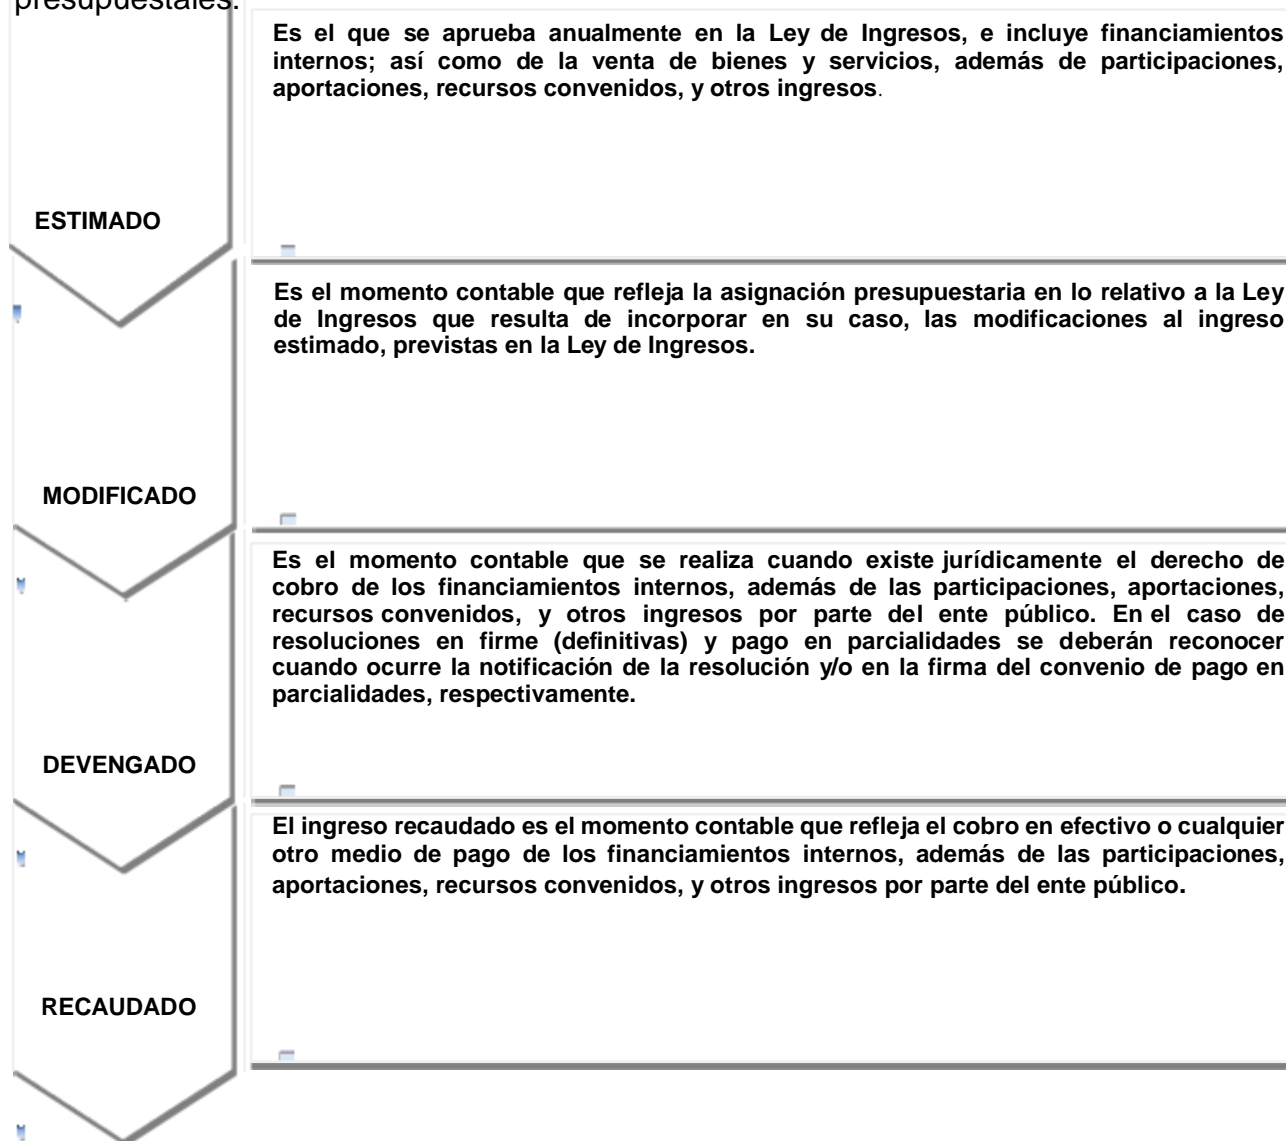 presupuestales.
Es el que se aprueba anualmente en la Ley de Ingresos, e incluye financiamientos
internos; así como de la venta de bienes y servicios, además de participaciones,
aportaciones, recursos convenidos, y otros ingresos.
ESTIMADO
Es el momento contable que refleja la asignación presupuestaria en lo relativo a la Ley
de Ingresos que resulta de incorporar en su caso, las modificaciones al ingreso
estimado, previstas en la Ley de Ingresos.
MODIFICADO
Es el momento contable que se realiza cuando existe jurídicamente el derecho de
cobro de los financiamientos internos, además de las participaciones, aportaciones,
recursos convenidos, y otros ingresos por parte del ente público. En el caso de
resoluciones en firme (definitivas) y pago en parcialidades se deberán reconocer
cuando ocurre la notificación de la resolución y/o en la firma del convenio de pago en
parcialidades, respectivamente.
DEVENGADO
El ingreso recaudado es el momento contable que refleja el cobro en efectivo o cualquier
otro medio de pago de los financiamientos internos, además de las participaciones,
aportaciones, recursos convenidos, y otros ingresos por parte del ente público.
RECAUDADO